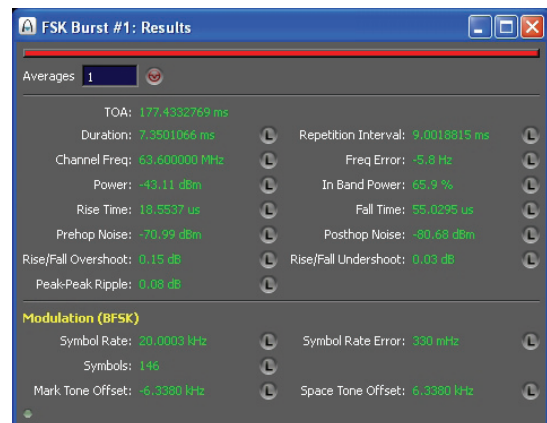 FSK Burst #1: Results
Averages 1
TOA: 177.4332769 ms
Duration: 7.3501066 ms L Repetition Interval: 9.0018815 ms L
Channel Freq: 63.600000 MHz L Freq Error: -5.8 Hz L
Power: -43.11 dBm L In Band Power: 65.9 % L
Rise Time: 18.5537 us L Fall Time: 55.0295 us L
Prehop Noise: -70.99 dBm L Posthop Noise: -80.68 dBm L
Rise/Fall Overshoot: 0.15 dB L Rise/Fall Undershoot: 0.03 dB L
Peak-Peak Ripple: 0.08 dB L
Modulation (BFSK)
Symbol Rate: 20.0003 kHz L Symbol Rate Error: 330 mHz L
Symbols: 146 L
Mark Tone Offset: -6.3380 kHz L Space Tone Offset: 6.3380 kHz L